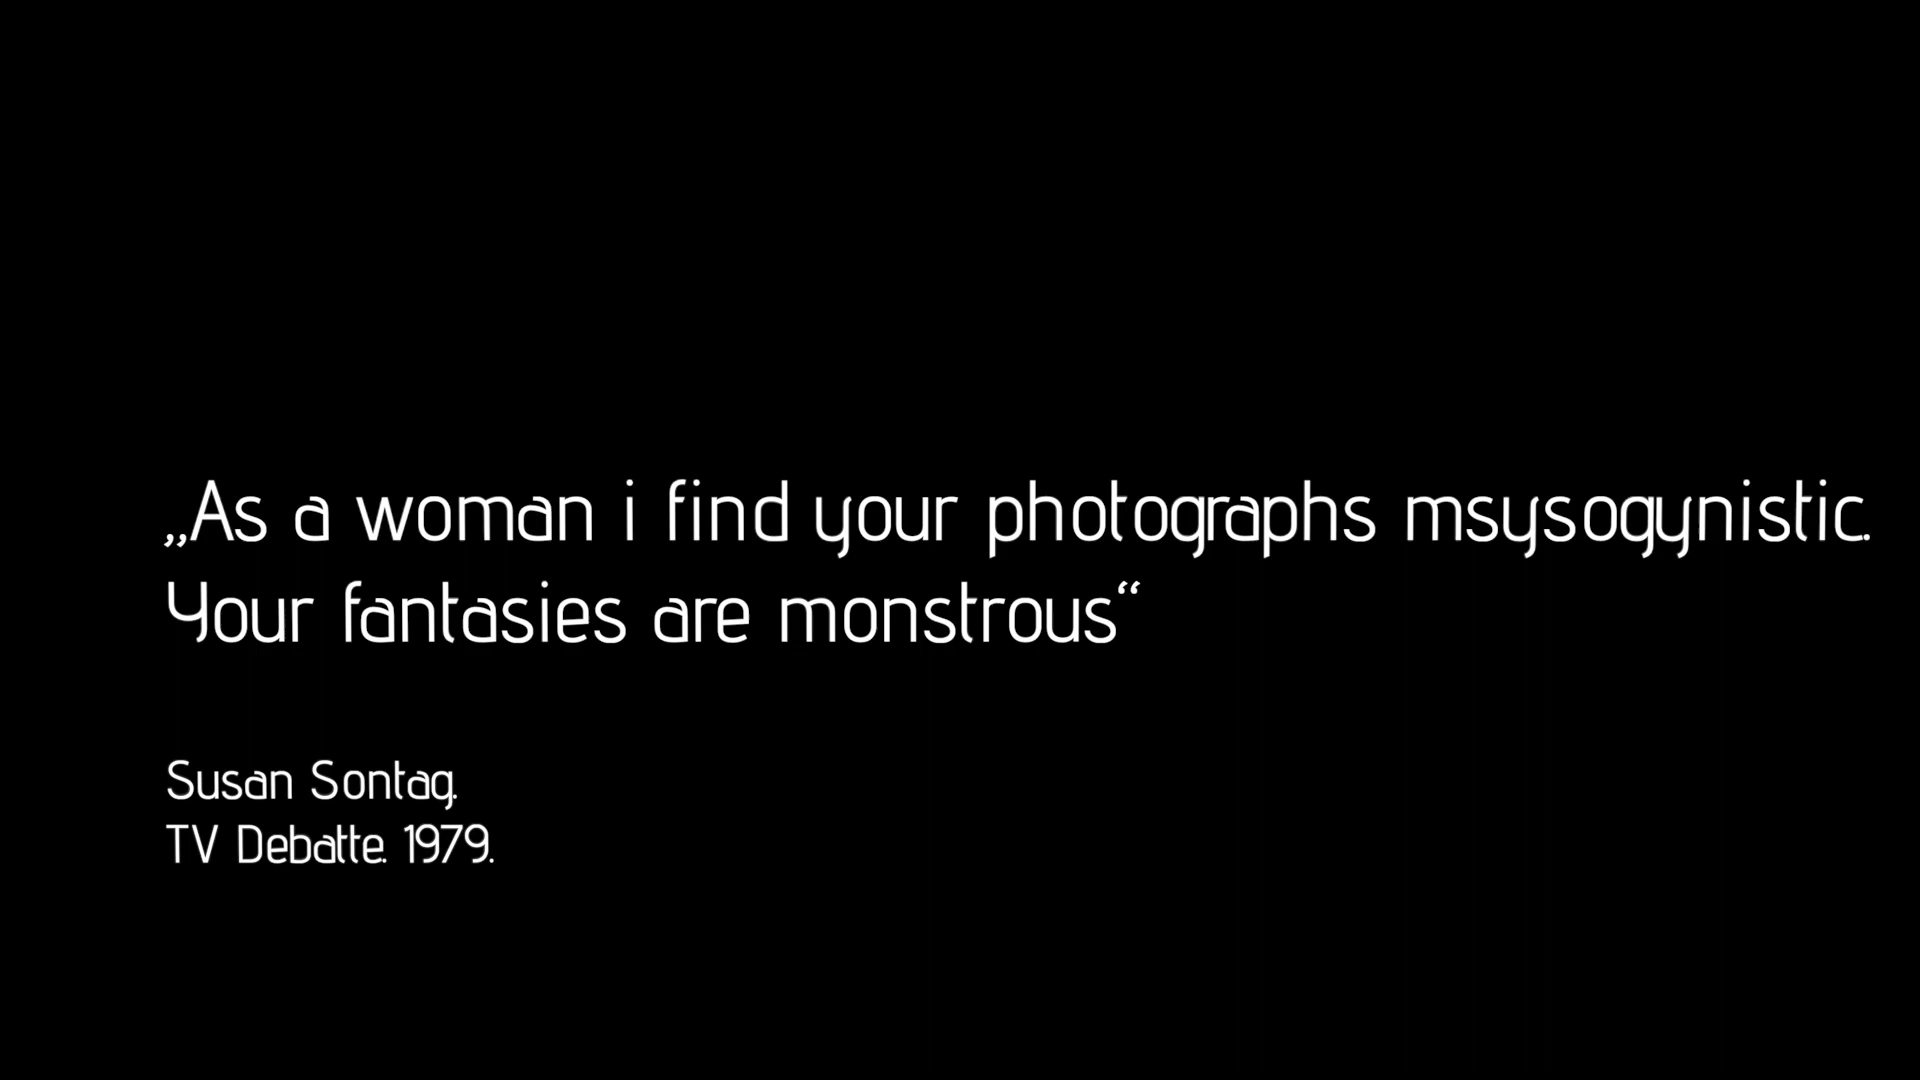 „As a woman i find your photographs msysogynistic.
Your fantasies are monstrous“
Susan Sontag.
TV Debatte. 1979.